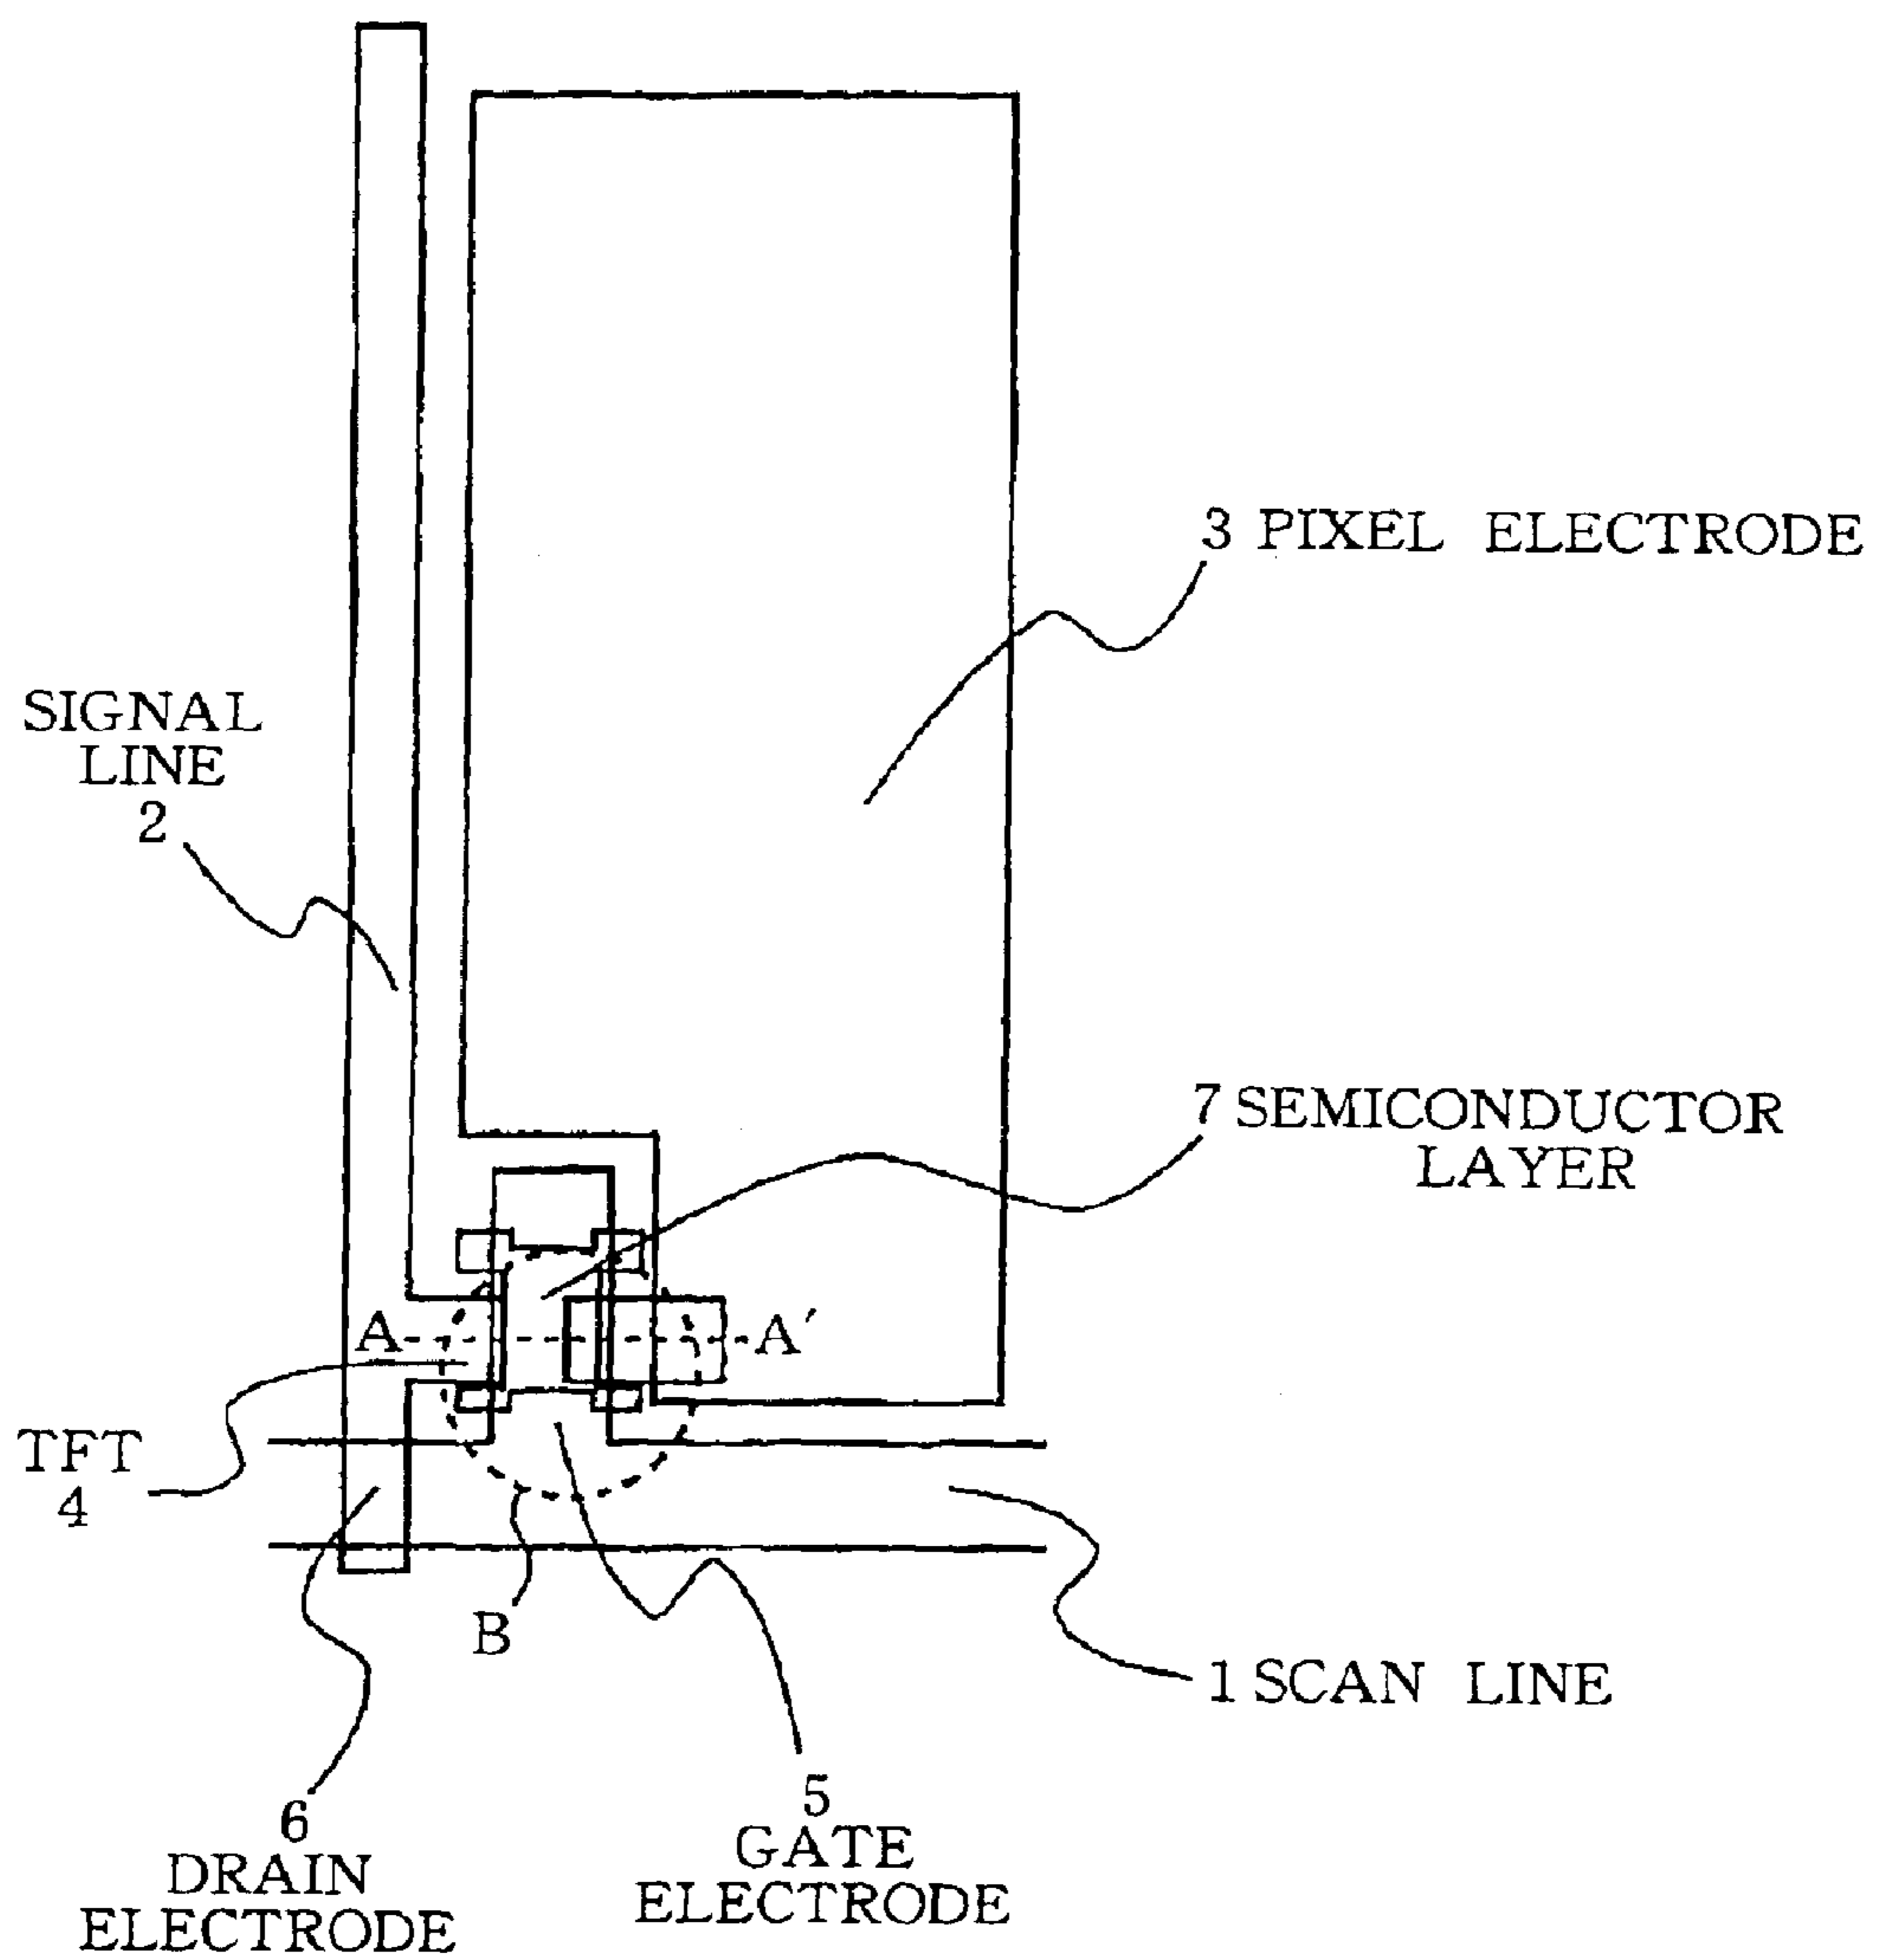 3 PIXEL ELECTRODE
SIGNAL
LINE
2
7 SEMICONDUCTOR
LAYER
A
A′
TFT
4
B
1 SCAN LINE
6
DRAIN
ELECTRODE
5
GATE
ELECTRODE